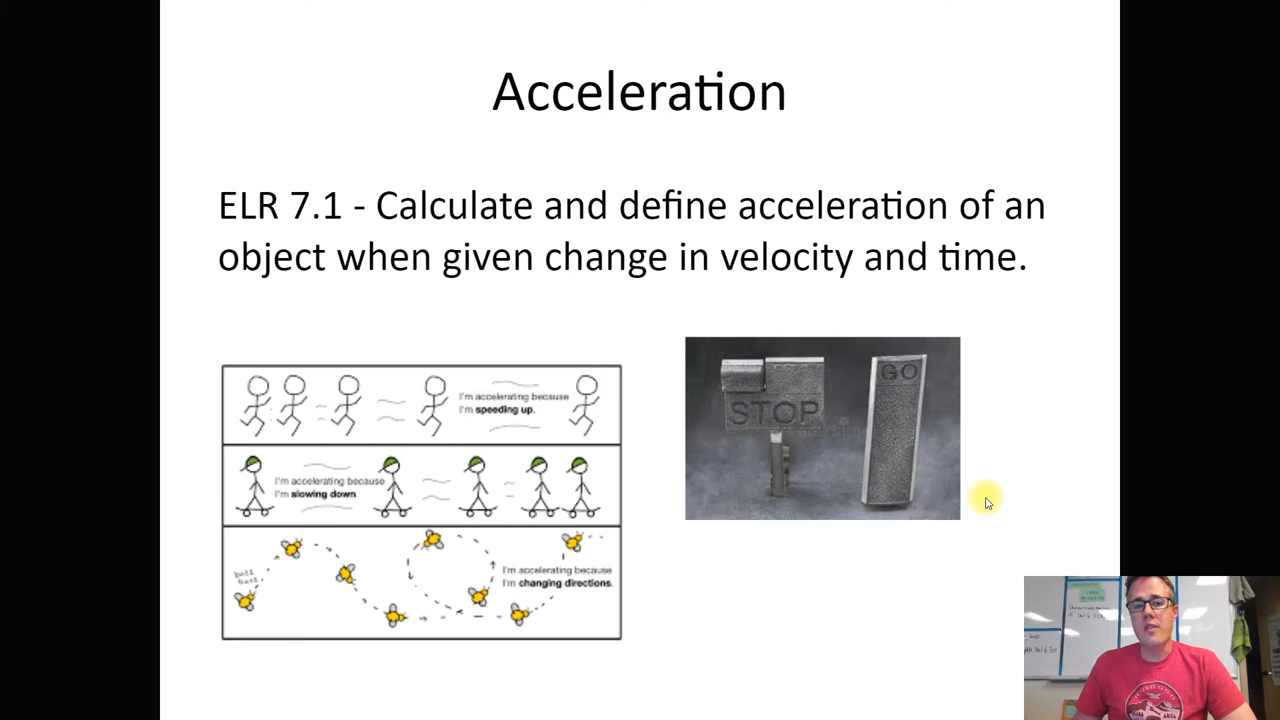 Acceleration
ELR 7.1 - Calculate and define acceleration of an
object when given change in velocity and time.
I'm accelerating because
I'm speeding up.
I'm accelerating because
I'm slowing down.
buzz
buzz
I'm accelerating because
I'm changing directions.
STOP
GO